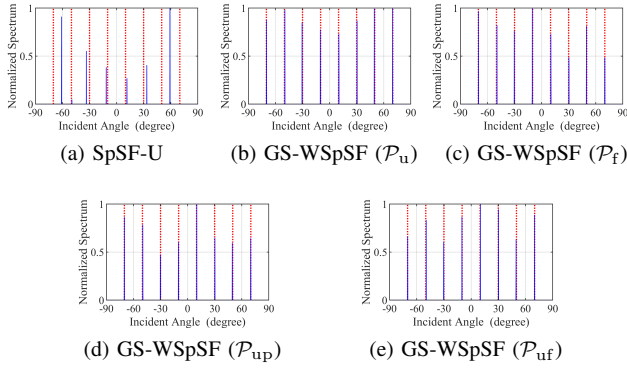 Normalized Spectrum
1
0.5
0
-90 -60 -30 0 30 60 90
Incident Angle (degree)
(a) SpSF-U
Normalized Spectrum
1
0.5
0
-90 -60 -30 0 30 60 90
Incident Angle (degree)
(b) GS-WSpSF (𝒫u)
Normalized Spectrum
1
0.5
0
-90 -60 -30 0 30 60 90
Incident Angle (degree)
(c) GS-WSpSF (𝒫f)
Normalized Spectrum
1
0.5
0
-90 -60 -30 0 30 60 90
Incident Angle (degree)
(d) GS-WSpSF (𝒫up)
Normalized Spectrum
1
0.5
0
-90 -60 -30 0 30 60 90
Incident Angle (degree)
(e) GS-WSpSF (𝒫uf)